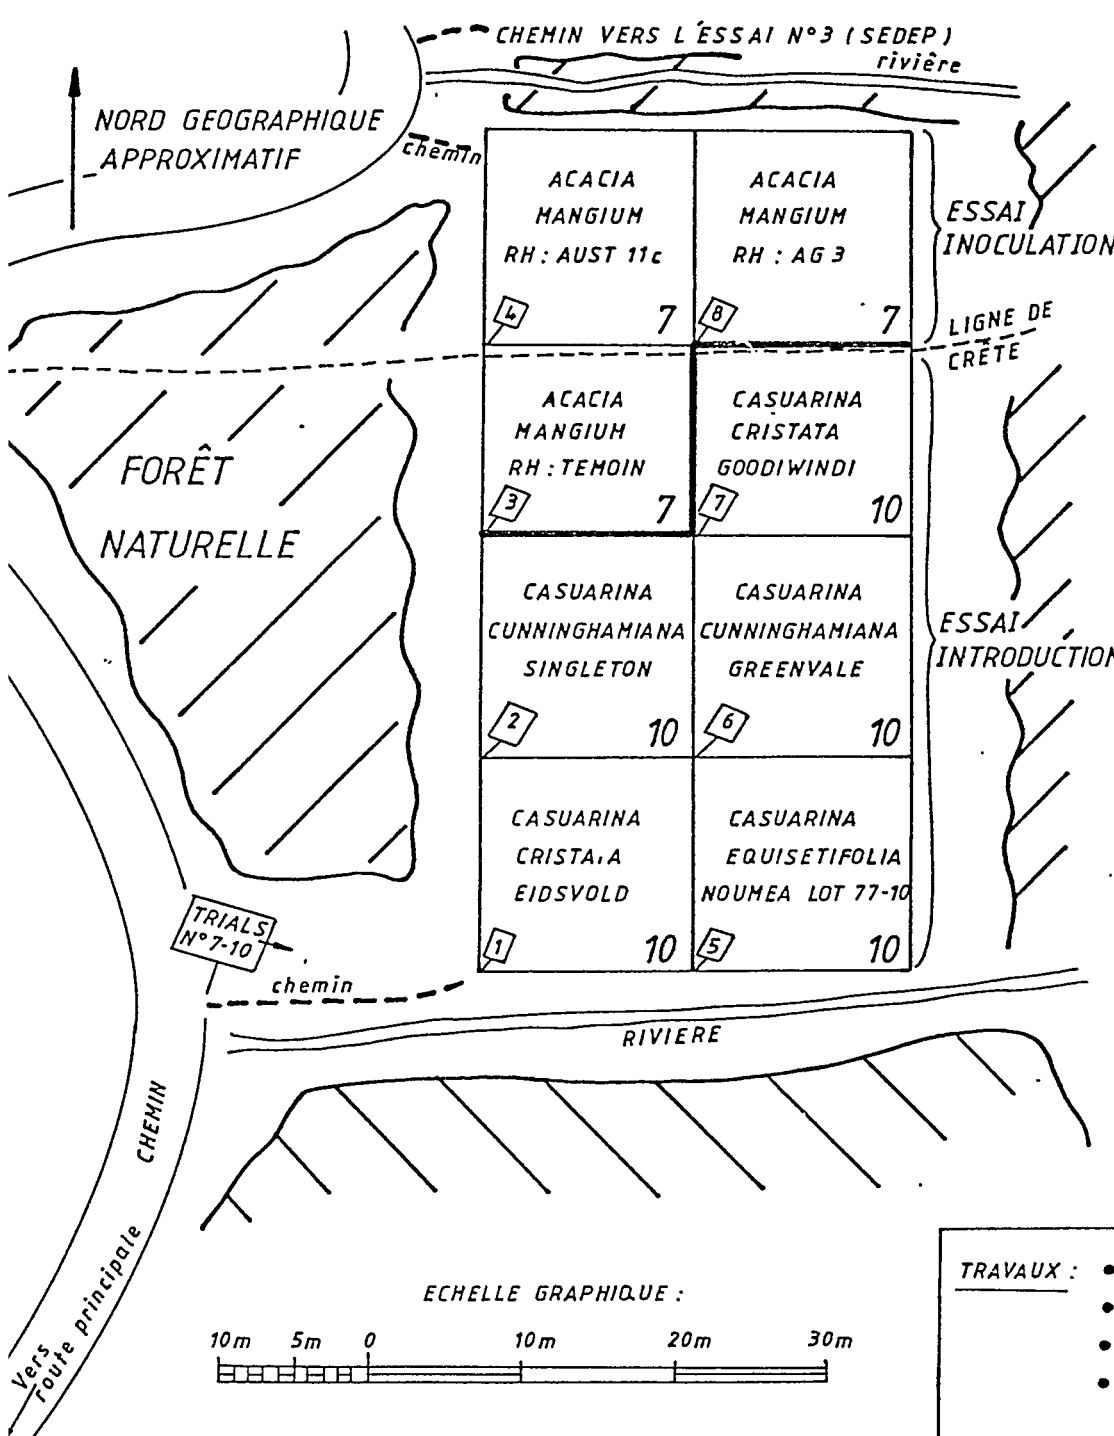 CHEMIN VERS L'ESSAI N°3 (SEDEP)
rivière
NORD GEOGRAPHIQUE
APPROXIMATIF
chemin
ACACIA
MANGIUM
RH : AUST 11c
4
7
ACACIA
MANGIUM
RH : AG 3
8
7
ESSAI
INOCULATION
LIGNE DE
CRÊTE
ACACIA
MANGIUM
RH : TEMOIN
3
7
CASUARINA
CRISTATA
GOODIWINDI
7
10
FORÊT
NATURELLE
CASUARINA
CUNNINGHAMIANA
SINGLETON
2
10
CASUARINA
CUNNINGHAMIANA
GREENVALE
6
10
ESSAI
INTRODUCTION
CASUARINA
CRISTATA
EIDSVOLD
1
10
CASUARINA
EQUISETIFOLIA
NOUMEA LOT 77-10
5
10
TRIALS
N° 7-10
chemin
RIVIERE
CHEMIN
Vers
route principale
ECHELLE GRAPHIQUE :
10m 5m 0 10m 20m 30m
TRAVAUX :